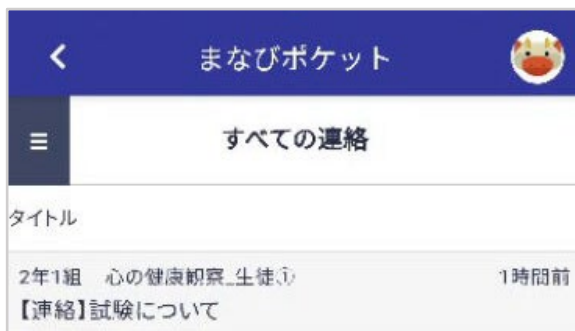 まなびポケット
すべての連絡
タイトル
2年1組 心の健康観察_生徒① 1時間前
【連絡】試験について